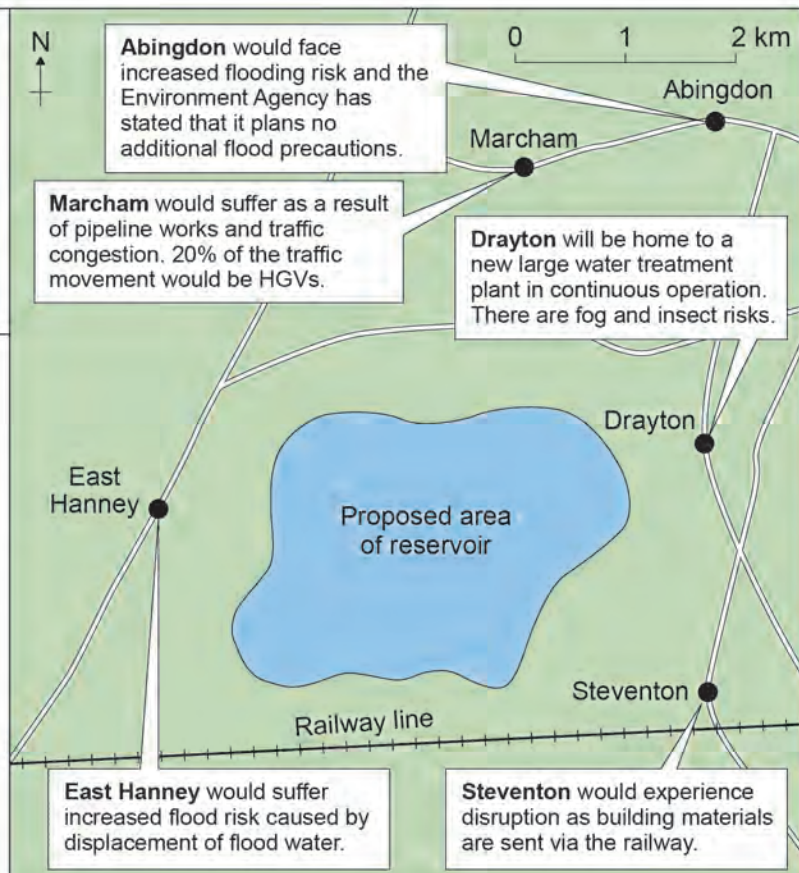 N
Abingdon would face
increased flooding risk and the
Environment Agency has
stated that it plans no
additional flood precautions.
0 1 2 km
Abingdon
Marcham
Marcham would suffer as a result
of pipeline works and traffic
congestion. 20% of the traffic
movement would be HGVs.
Drayton will be home to a
new large water treatment
plant in continuous operation.
There are fog and insect risks.
Drayton
East
Hanney
Proposed area
of reservoir
Steventon
Railway line
East Hanney would suffer
increased flood risk caused by
displacement of flood water.
Steventon would experience
disruption as building materials
are sent via the railway.